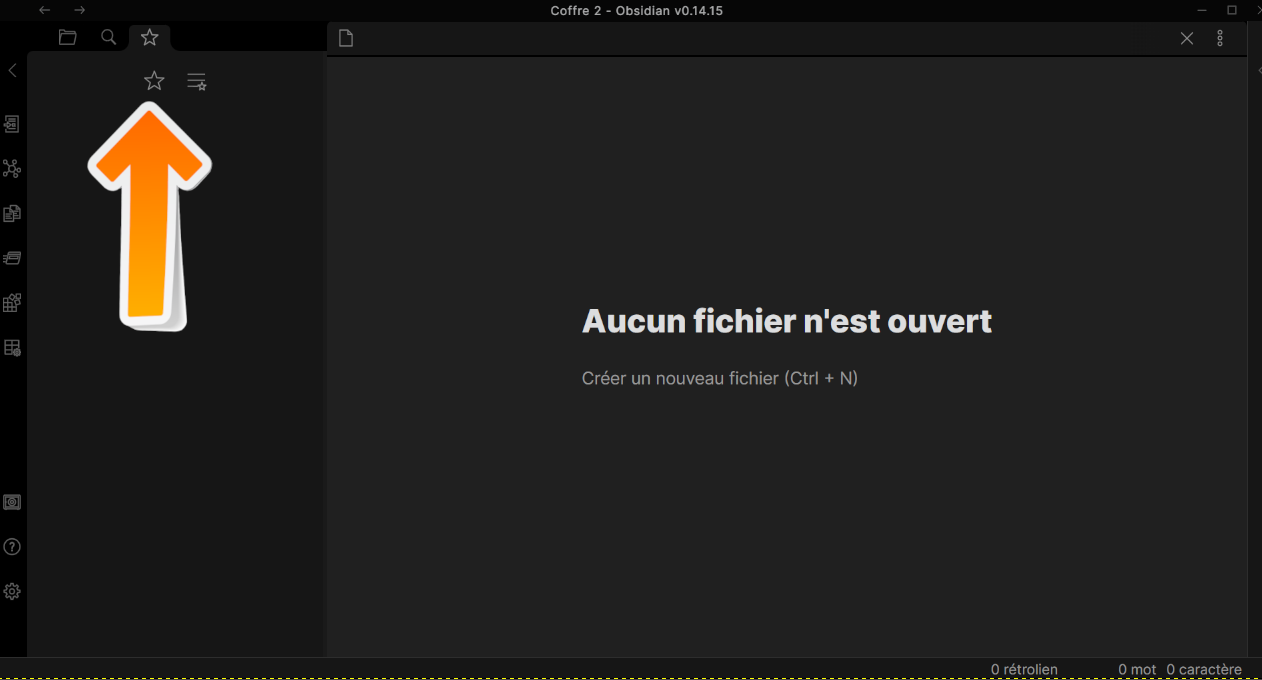 Coffre 2 - Obsidian v0.14.15
Aucun fichier n'est ouvert
Créer un nouveau fichier (Ctrl + N)
0 rétrolien 0 mot 0 caractère